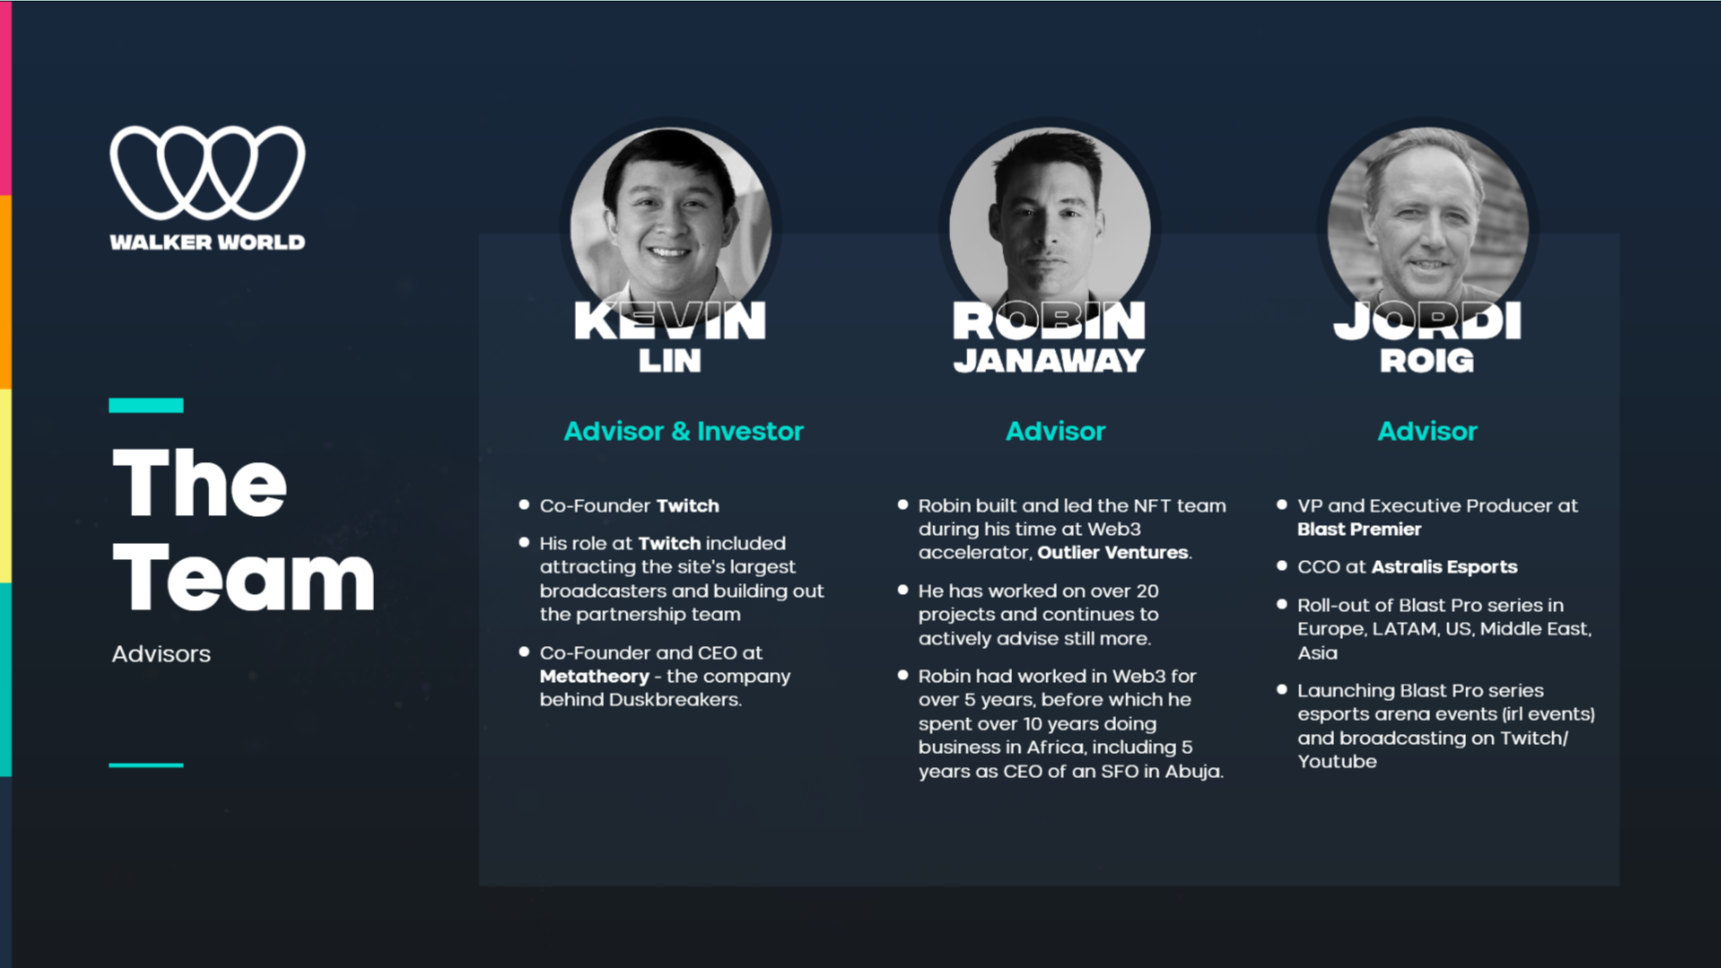 WALKER WORLD
The
Team
Advisors
KEVIN
LIN
Advisor & Investor
• Co-Founder Twitch
• His role at Twitch included
attracting the site's largest
broadcasters and building out
the partnership team
• Co-Founder and CEO at
Metatheory - the company
behind Duskbreakers.
ROBIN
JANAWAY
Advisor
• Robin built and led the NFT team
during his time at Web3
accelerator, Outlier Ventures.
• He has worked on over 20
projects and continues to
actively advise still more.
• Robin had worked in Web3 for
over 5 years, before which he
spent over 10 years doing
business in Africa, including 5
years as CEO of an SFO in Abuja.
JORDI
ROIG
Advisor
• VP and Executive Producer at
Blast Premier
• CCO at Astralis Esports
• Roll-out of Blast Pro series in
Europe, LATAM, US, Middle East,
Asia
• Launching Blast Pro series
esports arena events (irl events)
and broadcasting on Twitch/
Youtube